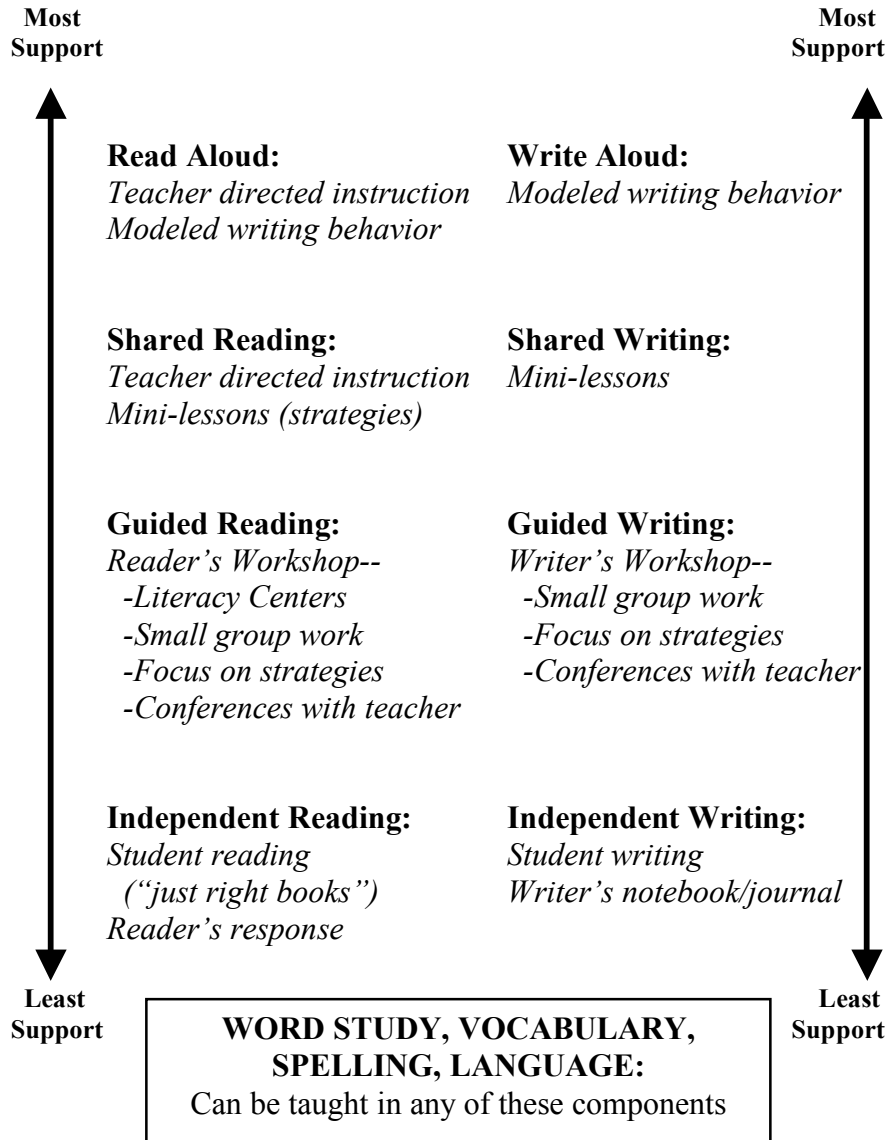 Most
Support
Most
Support
Read Aloud:
Teacher directed instruction
Modeled writing behavior
Write Aloud:
Modeled writing behavior
Shared Reading:
Teacher directed instruction
Mini-lessons (strategies)
Shared Writing:
Mini-lessons
Guided Reading:
Reader’s Workshop--
-Literacy Centers
-Small group work
-Focus on strategies
-Conferences with teacher
Guided Writing:
Writer’s Workshop--
-Small group work
-Focus on strategies
-Conferences with teacher
Independent Reading:
Student reading
(“just right books”)
Reader’s response
Independent Writing:
Student writing
Writer’s notebook/journal
Least
Support
Least
Support
WORD STUDY, VOCABULARY,
SPELLING, LANGUAGE:
Can be taught in any of these components